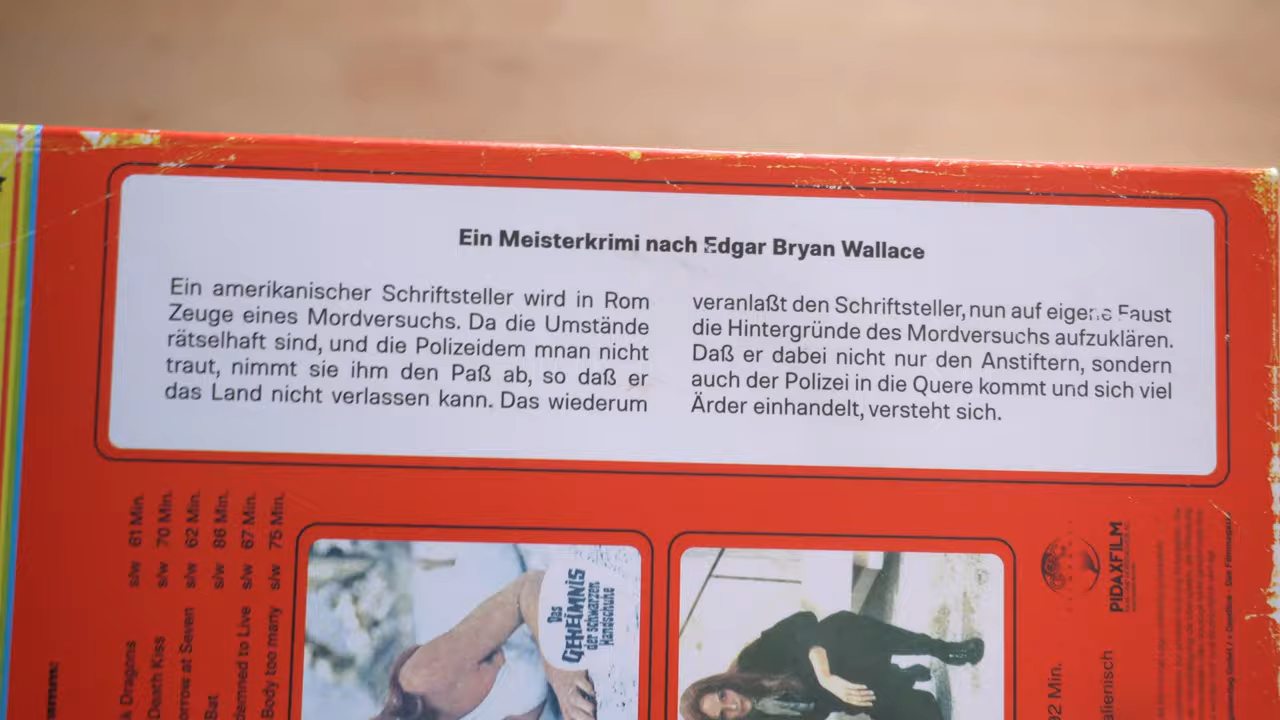 Ein Meisterkrimi nach Edgar Bryan Wallace
Ein amerikanischer Schriftsteller wird in Rom
Zeuge eines Mordversuchs. Da die Umstände
rätselhaft sind, und die Polizeidem mnan nicht
traut, nimmt sie ihm den Paß ab, so daß er
das Land nicht verlassen kann. Das wiederum
veranlaßt den Schriftsteller, nun auf eigene Faust
die Hintergründe des Mordversuchs aufzuklären.
Daß er dabei nicht nur den Anstiftern, sondern
auch der Polizei in die Quere kommt und sich viel
Ärder einhandelt, versteht sich.
Dragons s/w 61 Min.
Death Kiss s/w 70 Min.
at Seven s/w 62 Min.
Bat s/w 86 Min.
to Live s/w 67 Min.
Body too many s/w 75 Min.
Das
GEHEIMNIS
der schwarzen
Handschuhe
Min.
PIDAXFILM